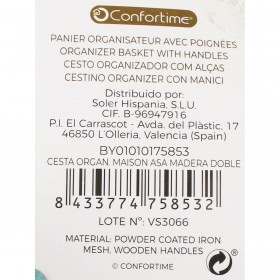 Confortime®
PANIER ORGANISATEUR AVEC POIGNÉES
ORGANIZER BASKET WITH HANDLES
CESTO ORGANIZADOR COM ALÇAS
CESTINO ORGANIZER CON MANICI
Distribuido por:
Soler Hispania, S.L.U.
CIF. B-96947916
P.I. El Carrascot - Avda. del Plàstic, 17
46850 L'Olleria, Valencia (Spain)
BY01010175853
CESTA ORGAN. MAISON ASA MADERA DOBLE
8 433774 758532
LOTE Nº: VS3066
MATERIAL: POWDER COATED IRON
MESH, WOODEN HANDLES
© CONFORTIME